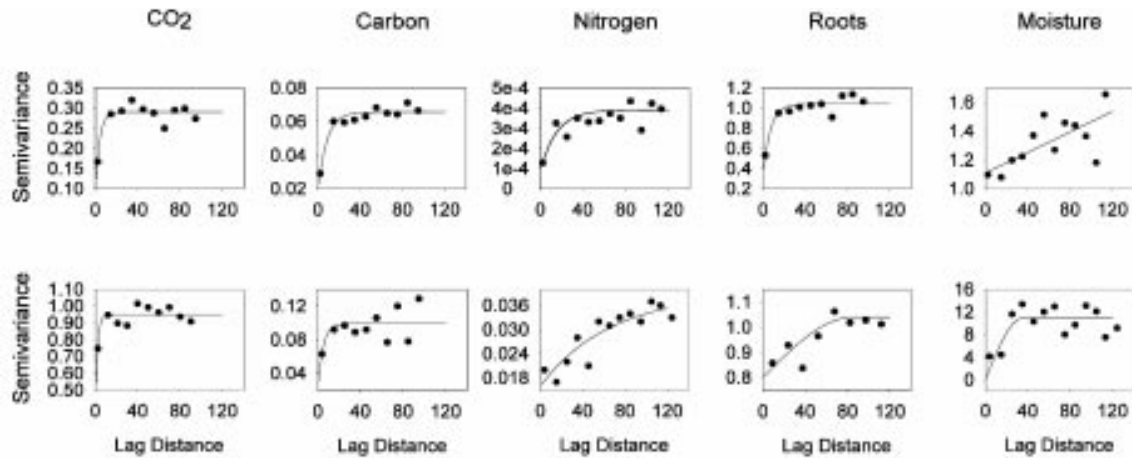 CO2 Carbon Nitrogen Roots Moisture
Semivariance
0.35 0.30 0.25 0.20 0.15 0.10
0 40 80 120
0.08 0.06 0.04 0.02
0 40 80 120
5e-4 4e-4 3e-4 2e-4 1e-4 0
0 40 80 120
1.2 1.0 0.8 0.6 0.4 0.2
0 40 80 120
1.6 1.4 1.2 1.0
0 40 80 120
Semivariance
1.10 1.00 0.90 0.80 0.70 0.60 0.50
0 40 80 120
0.12 0.08 0.04
0 40 80 120
0.036 0.030 0.024 0.018
0 40 80 120
1.1 1.0 0.9 0.8
0 40 80 120
16 12 8 4 0
0 40 80 120
Lag Distance Lag Distance Lag Distance Lag Distance Lag Distance